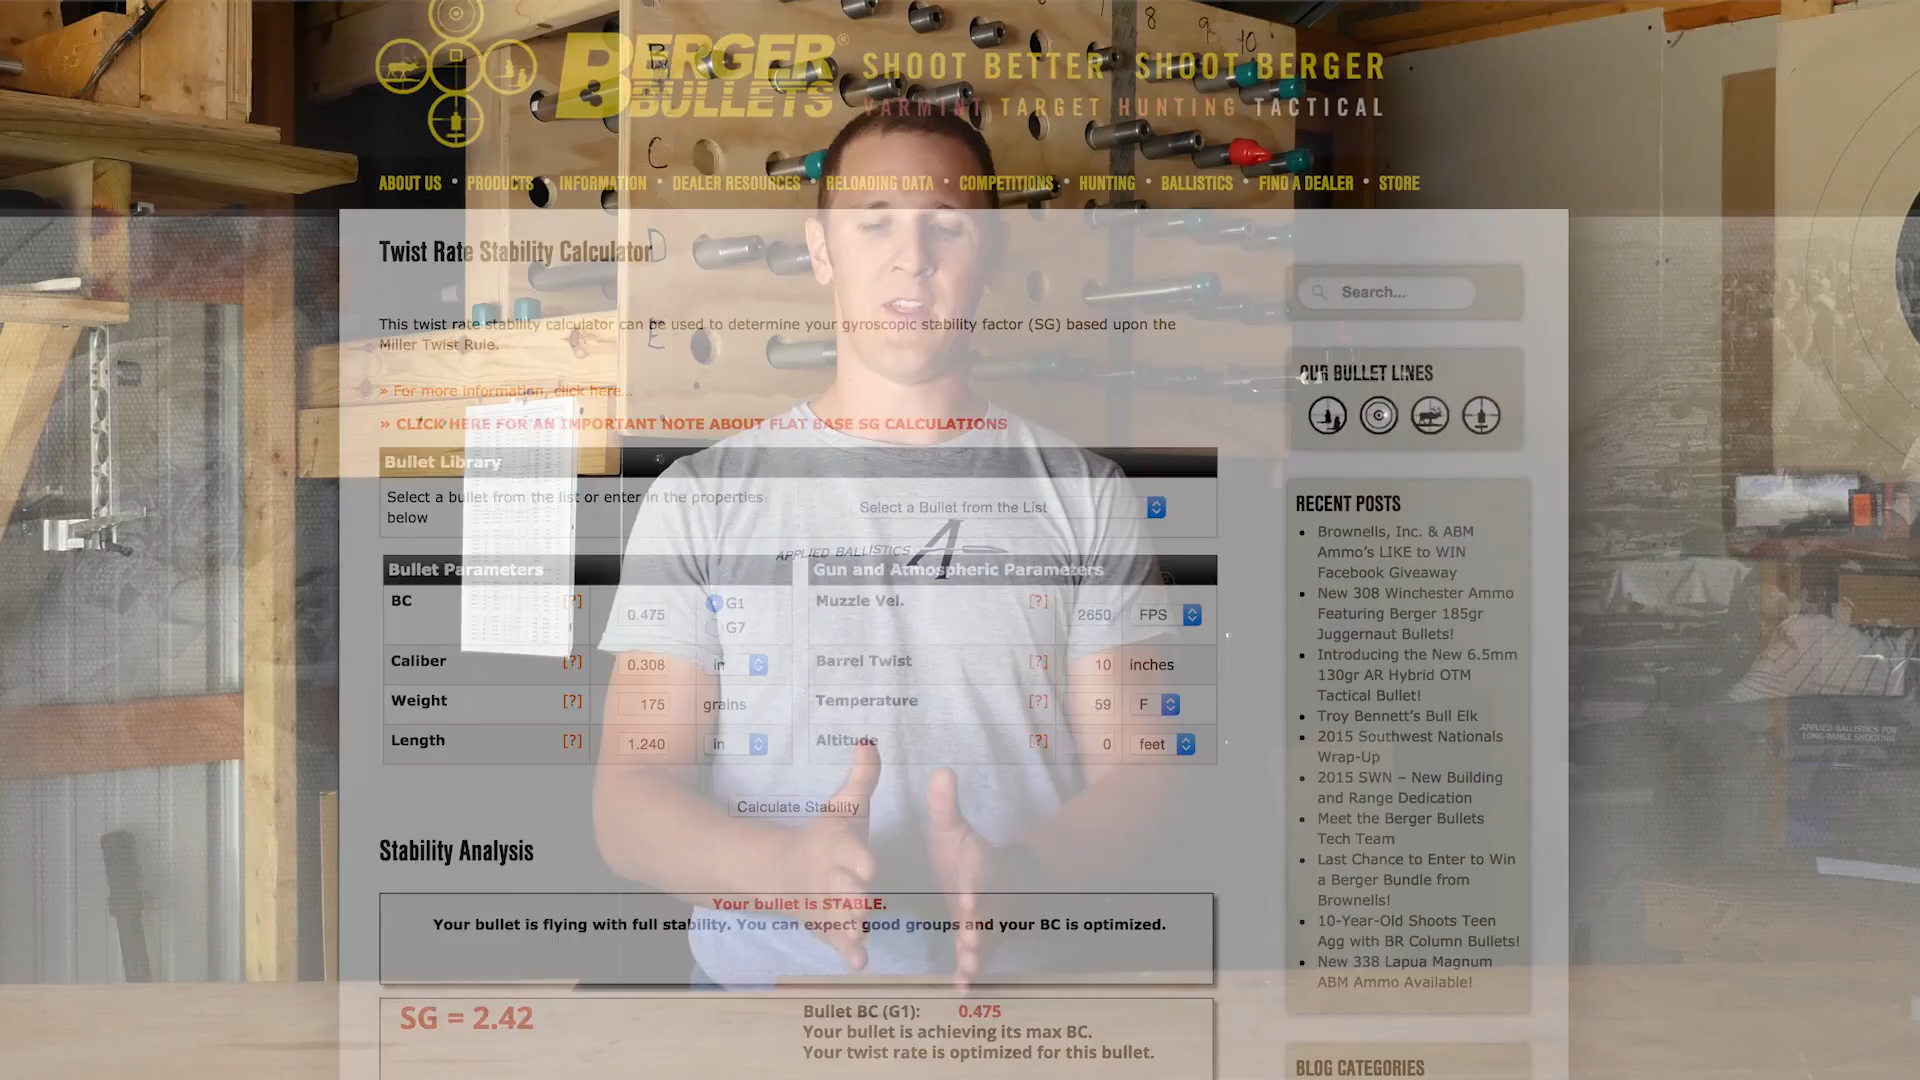 7 8 9 10
B
BERGER® SHOOT BETTER SHOOT BERGER
BULLETS VARMINT TARGET HUNTING TACTICAL
C
ABOUT US • PRODUCTS • INFORMATION • DEALER RESOURCES • RELOADING DATA • COMPETITIONS • HUNTING • BALLISTICS • FIND A DEALER • STORE
Twist Rate Stability Calculator
D
Search...
This twist rate stability calculator can be used to determine your gyroscopic stability factor (SG) based upon the
Miller Twist Rule.
E
» For more information, click here...
» CLICK HERE FOR AN IMPORTANT NOTE ABOUT FLAT BASE SG CALCULATIONS
Bullet Library
Select a bullet from the list or enter in the properties
below
Select a Bullet from the List
APPLIED BALLISTICS A
Bullet Parameters
BC [?] 0.475 G1
G7
Caliber [?] 0.308 in
Weight [?] 175 grains
Length [?] 1.240 in
Gun and Atmospheric Parameters
Muzzle Vel. [?] 2650 FPS
Barrel Twist [?] 10 inches
Temperature [?] 59 F
Altitude [?] 0 feet
Calculate Stability
Stability Analysis
Your bullet is STABLE.
Your bullet is flying with full stability. You can expect good groups and your BC is optimized.
SG = 2.42
Bullet BC (G1): 0.475
Your bullet is achieving its max BC.
Your twist rate is optimized for this bullet.
OUR BULLET LINES
RECENT POSTS
Brownells, Inc. & ABM
Ammo's LIKE to WIN
Facebook Giveaway
New 308 Winchester Ammo
Featuring Berger 185gr
Juggernaut Bullets!
Introducing the New 6.5mm
130gr AR Hybrid OTM
Tactical Bullet!
Troy Bennett's Bull Elk
2015 Southwest Nationals
Wrap-Up
2015 SWN – New Building
and Range Dedication
Meet the Berger Bullets
Tech Team
Last Chance to Enter to Win
a Berger Bundle from
Brownells!
10-Year-Old Shoots Teen
Agg with BR Column Bullets!
New 338 Lapua Magnum
ABM Ammo Available!
BLOG CATEGORIES
APPLIED BALLISTICS FOR
LONG-RANGE SHOOTING